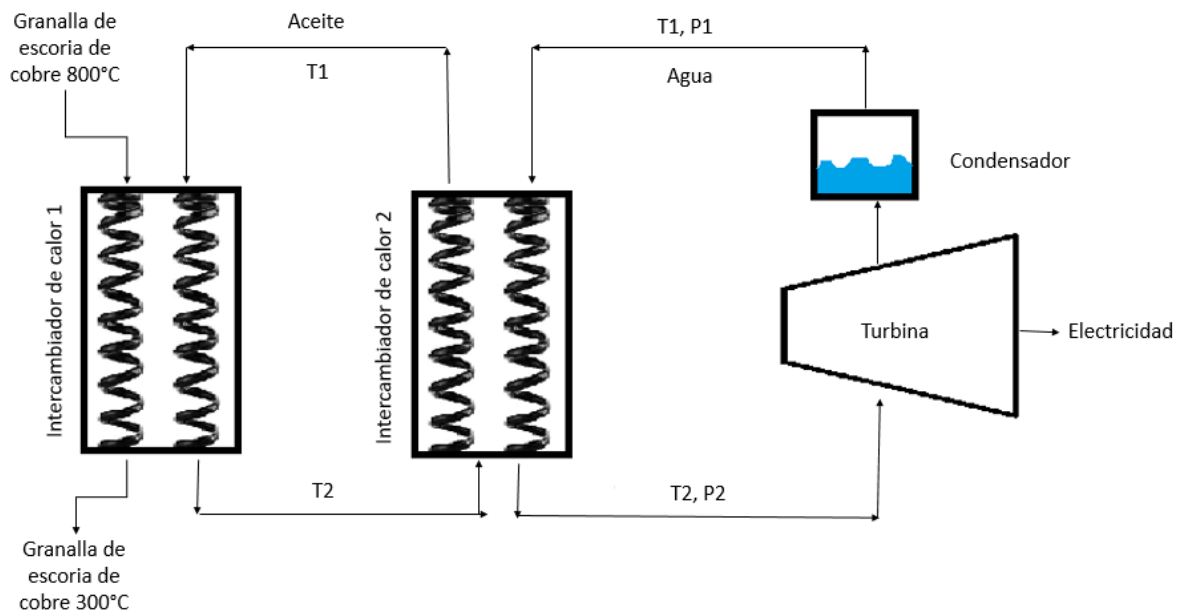 Granalla de
escoria de
cobre 800°C
Aceite
T1
T1, P1
Agua
Condensador
Intercambiador de calor 1
Intercambiador de calor 2
Turbina
Electricidad
T2
T2, P2
Granalla de
escoria de
cobre 300°C